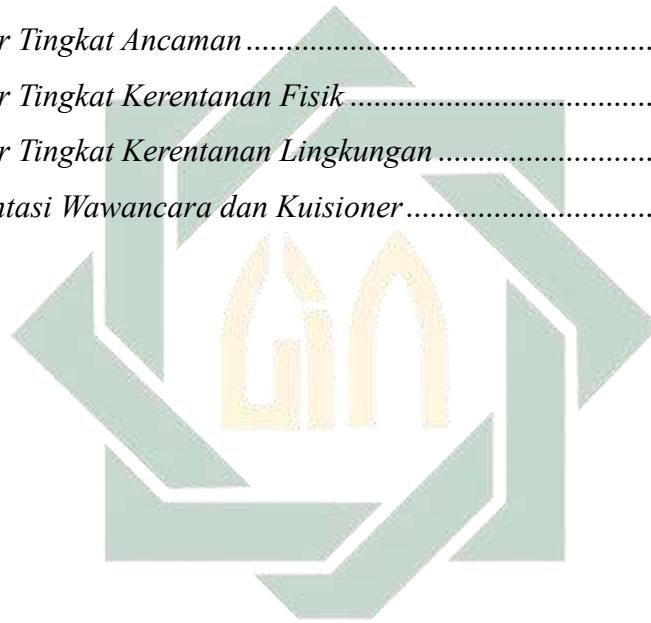 r Tingkat Ancaman......................................................
r Tingkat Kerentanan Fisik.........................................
r Tingkat Kerentanan Lingkungan.............................
ntasi Wawancara dan Kuisioner.................................